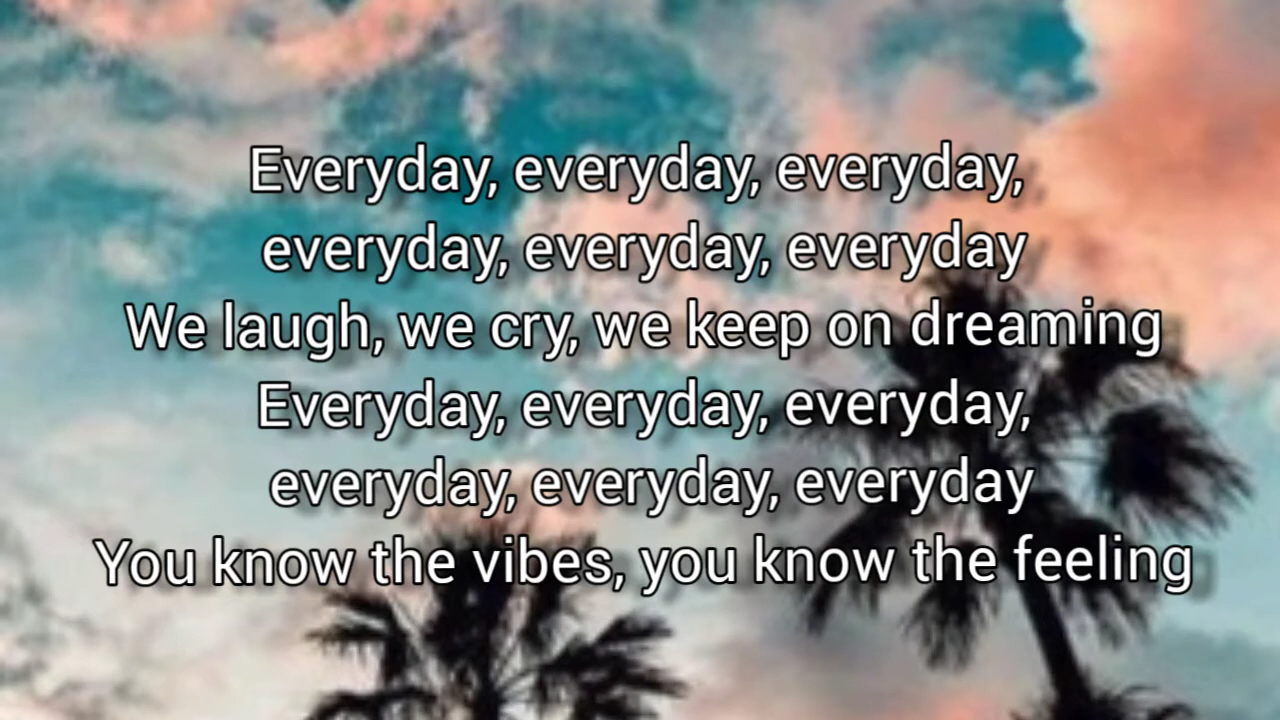 Everyday, everyday, everyday,
everyday, everyday, everyday
We laugh, we cry, we keep on dreaming
Everyday, everyday, everyday,
everyday, everyday, everyday
You know the vibes, you know the feeling